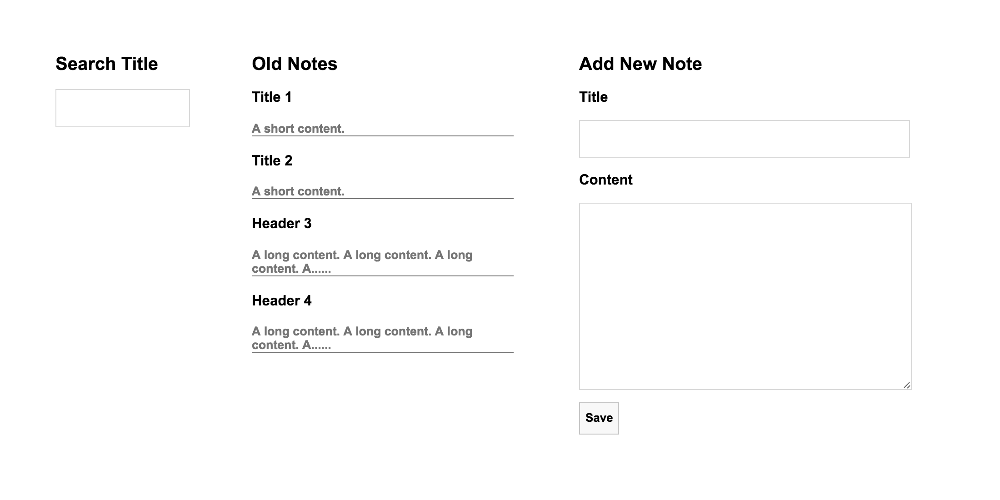 Search Title
Old Notes
Title 1
A short content.
Title 2
A short content.
Header 3
A long content. A long content. A long
content. A......
Header 4
A long content. A long content. A long
content. A......
Add New Note
Title
Content
Save